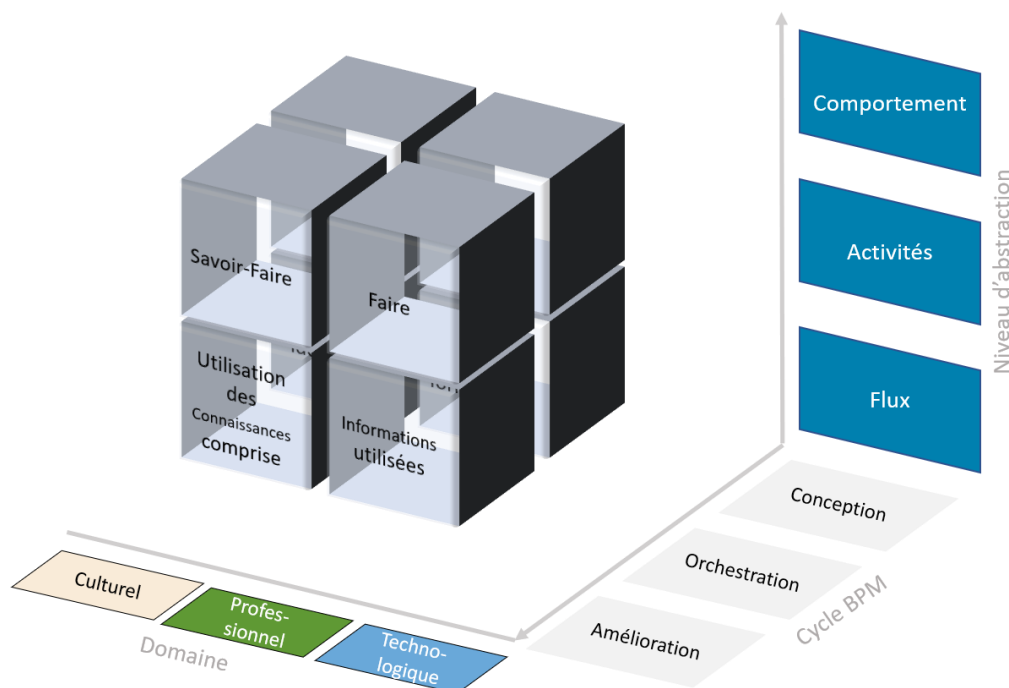 Comportement
Activités
Flux
Niveau d'abstraction
Savoir-Faire
Faire
Utilisation
des
Connaissances
comprise
Informations
utilisées
Conception
Orchestration
Amélioration
Cycle BPM
Culturel
Profes-
sionnel
Techno-
logique
Domaine